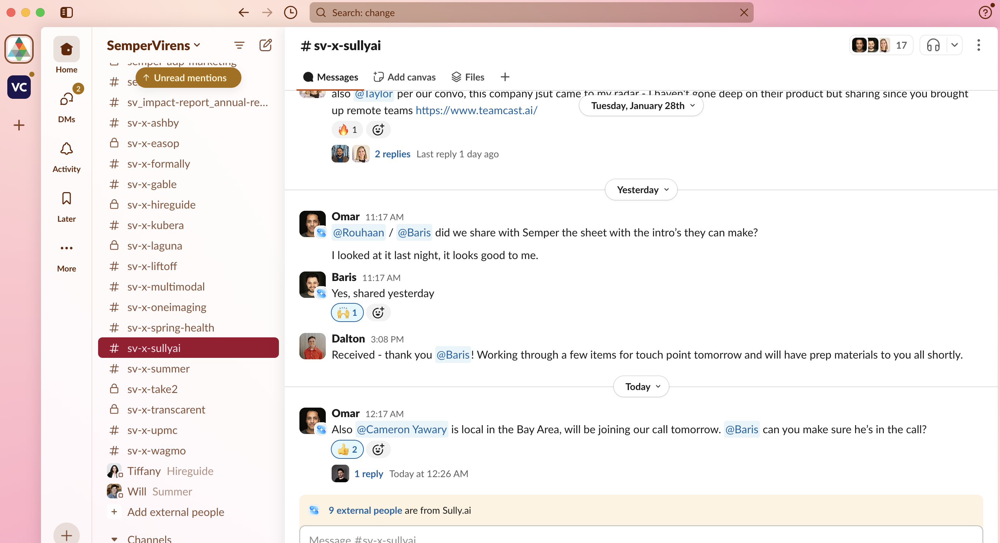 Search: change
VC
Home
2
DMs
Activity
Later
More
SemperVirens
semper-adp-marketing
se
Unread mentions
sv_impact-report_annual-re...
sv-x-ashby
sv-x-easop
sv-x-formally
sv-x-gable
sv-x-hireguide
sv-x-kubera
sv-x-laguna
sv-x-liftoff
sv-x-multimodal
sv-x-oneimaging
sv-x-spring-health
sv-x-sullyai
sv-x-summer
sv-x-take2
sv-x-transcarent
sv-x-upmc
sv-x-wagmo
Tiffany Hireguide
Will Summer
Add external people
Channels
# sv-x-sullyai
17
Messages Add canvas Files
also @Taylor per our convo, this company jsut came to my radar - I haven't gone deep on their product but sharing since you brought
up remote teams https://www.teamcast.ai/
Tuesday, January 28th
1
2 replies Last reply 1 day ago
Yesterday
Omar 11:17 AM
@Rouhaan / @Baris did we share with Semper the sheet with the intro’s they can make?
I looked at it last night, it looks good to me.
Baris 11:17 AM
Yes, shared yesterday
1
Dalton 3:08 PM
Received - thank you @Baris! Working through a few items for touch point tomorrow and will have prep materials to you all shortly.
Today
Omar 12:17 AM
Also @Cameron Yawary is local in the Bay Area, will be joining our call tomorrow. @Baris can you make sure he’s in the call?
2
1 reply Today at 12:26 AM
9 external people are from Sully.ai
Message #sv-x-sullyai